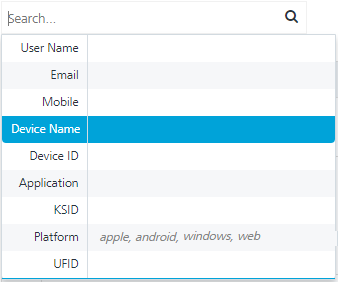 Search...
User Name
Email
Mobile
Device Name
Device ID
Application
KSID
Platform apple, android, windows, web
UFID